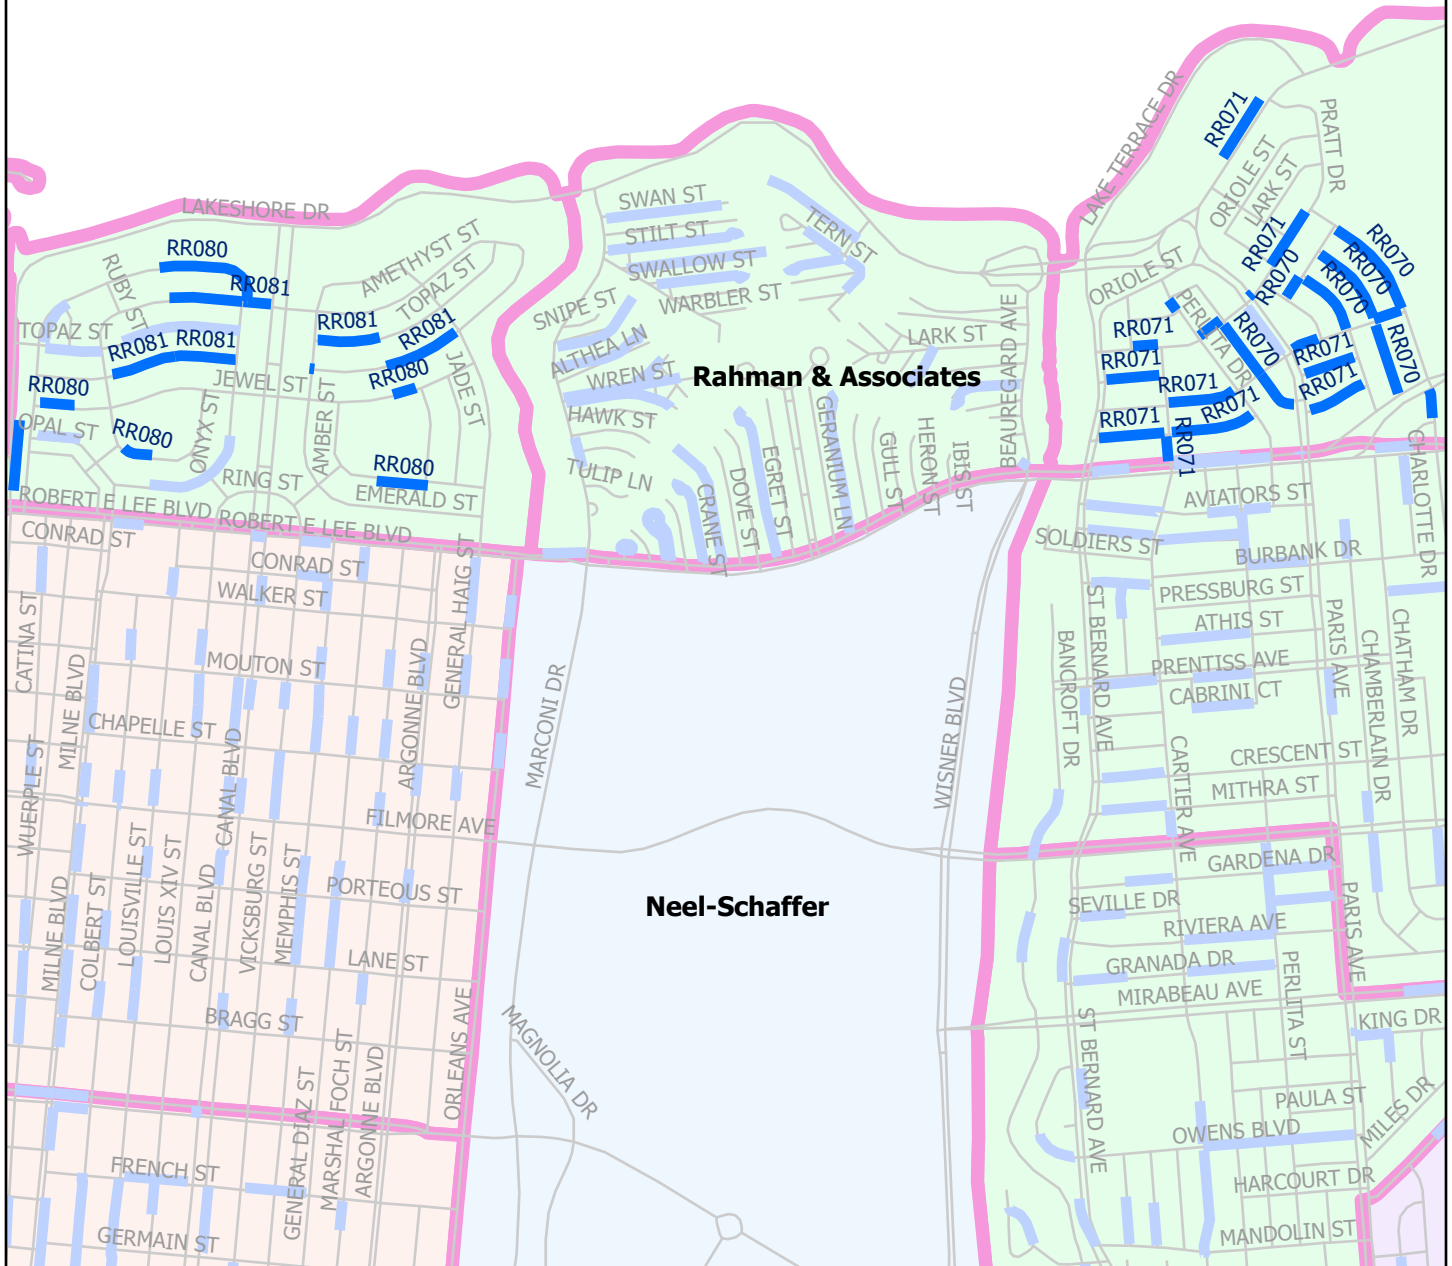 LAKE TERRACE DR
RR071
PRATT DR
ORIOLE ST
LARK ST
LAKESHORE DR
SWAN ST
STILT ST
TERN ST
SWALLOW ST
WARBLER ST
SNIPE ST
ALTHEA LN
WREN ST
HAWK ST
TULIP LN
LARK ST
BEAUREGARD AVE
Rahman & Associates
GERANIUM LN
GULL ST
HERON ST
IBIS ST
EGRET ST
DOVE ST
CRANE ST
RR080
RR081
AMETHYST ST
TOPAZ ST
RUBY ST
TOPAZ ST
RR081
RR081
RR081
RR081
RR080
RR080
JEWEL ST
JADE ST
OPAL ST
RR080
ONYX ST
AMBER ST
RING ST
RR080
EMERALD ST
ROBERT E LEE BLVD
ROBERT E LEE BLVD
RR071
RR070
RR070
RR070
RR070
ORIOLE ST
PERLITA DR
RR071
RR070
RR071
RR070
RR071
RR071
RR071
RR071
RR071
RR071
CHARLOTTE DR
CONRAD ST
CONRAD ST
WALKER ST
GENERAL HAIG ST
CATINA ST
MILNE BLVD
MOUTON ST
ARGONNE BLVD
CHAPELLE ST
CANAL BLVD
WUERPLE ST
FILMORE AVE
MARCONI DR
WISNER BLVD
AVIATORS ST
SOLDIERS ST
BURBANK DR
PRESSBURG ST
ATHIS ST
ST BERNARD AVE
BANCROFT DR
PRENTISS AVE
CABRINI CT
PARIS AVE
CHAMBERLAIN DR
CHATHAM DR
CRESCENT ST
MITHRA ST
CARTIER AVE
GARDENA DR
SEVILLE DR
RIVIERA AVE
GRANADA DR
MIRABEAU AVE
PERLITA ST
PARIS AVE
KING DR
Neel-Schaffer
MILNE BLVD
COLBERT ST
LOUISVILLE ST
LOUIS XIV ST
CANAL BLVD
VICKSBURG ST
MEMPHIS ST
PORTEOUS ST
LANE ST
BRAGG ST
ORLEANS AVE
MAGNOLIA DR
GENERAL DIAZ ST
MARSHAL FOCH ST
ARGONNE BLVD
FRENCH ST
GERMAIN ST
ST BERNARD AVE
PAULA ST
MILES DR
OWENS BLVD
HARCOURT DR
MANDOLIN ST